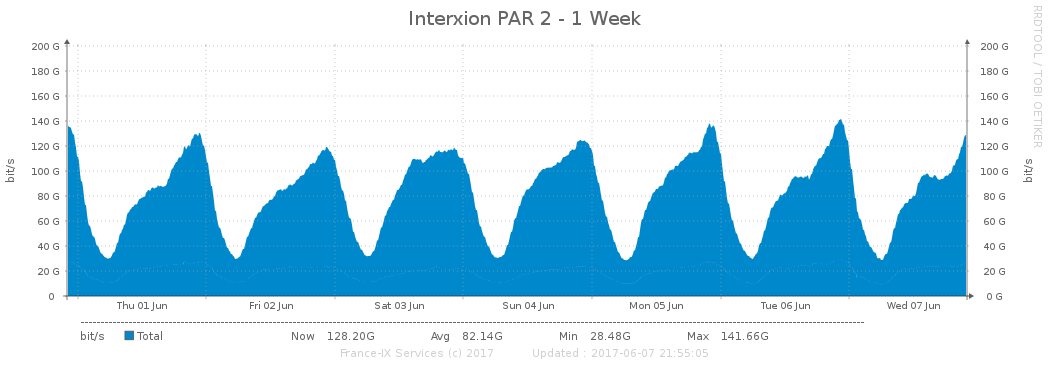 Interxion PAR 2 - 1 Week
RRDTOOL / TOBI OETIKER
200 G 200 G
180 G 180 G
160 G 160 G
140 G 140 G
120 G 120 G
100 G 100 G
80 G 80 G
60 G 60 G
40 G 40 G
20 G 20 G
0 0 G
bit/s
bit/s
Thu 01 Jun Fri 02 Jun Sat 03 Jun Sun 04 Jun Mon 05 Jun Tue 06 Jun Wed 07 Jun
bit/s Total Now 128.20G Avg 82.14G Min 28.48G Max 141.66G
France-IX Services (c) 2017 Updated : 2017-06-07 21:55:05